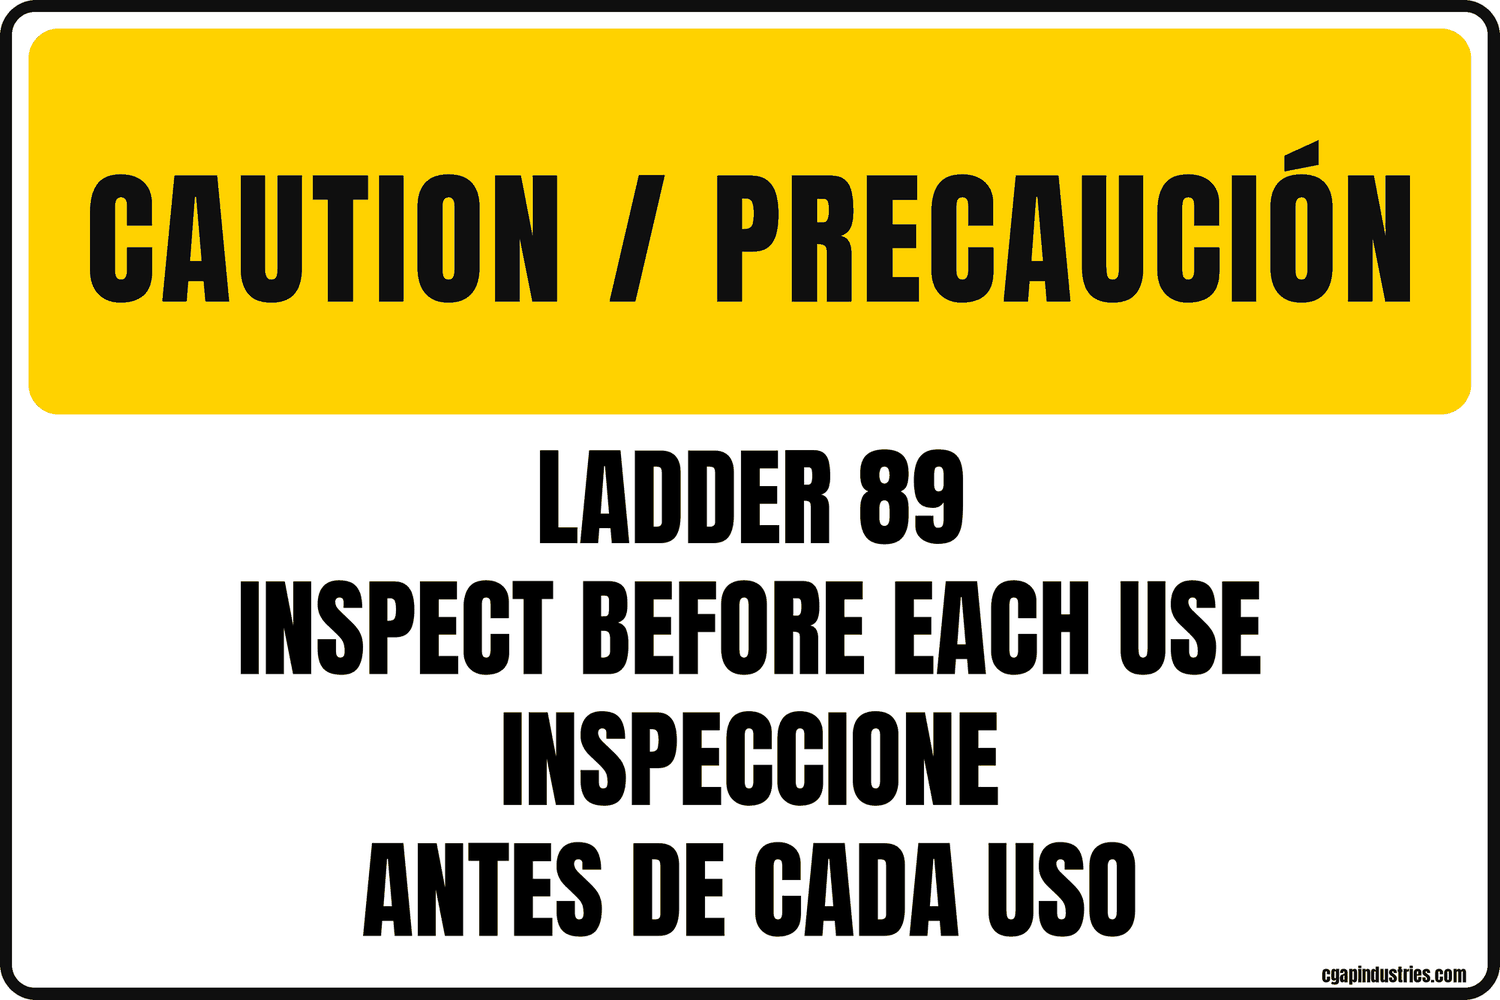 CAUTION / PRECAUCIÓN
LADDER 89
INSPECT BEFORE EACH USE
INSPECCIONE
ANTES DE CADA USO
cgapindustries.com